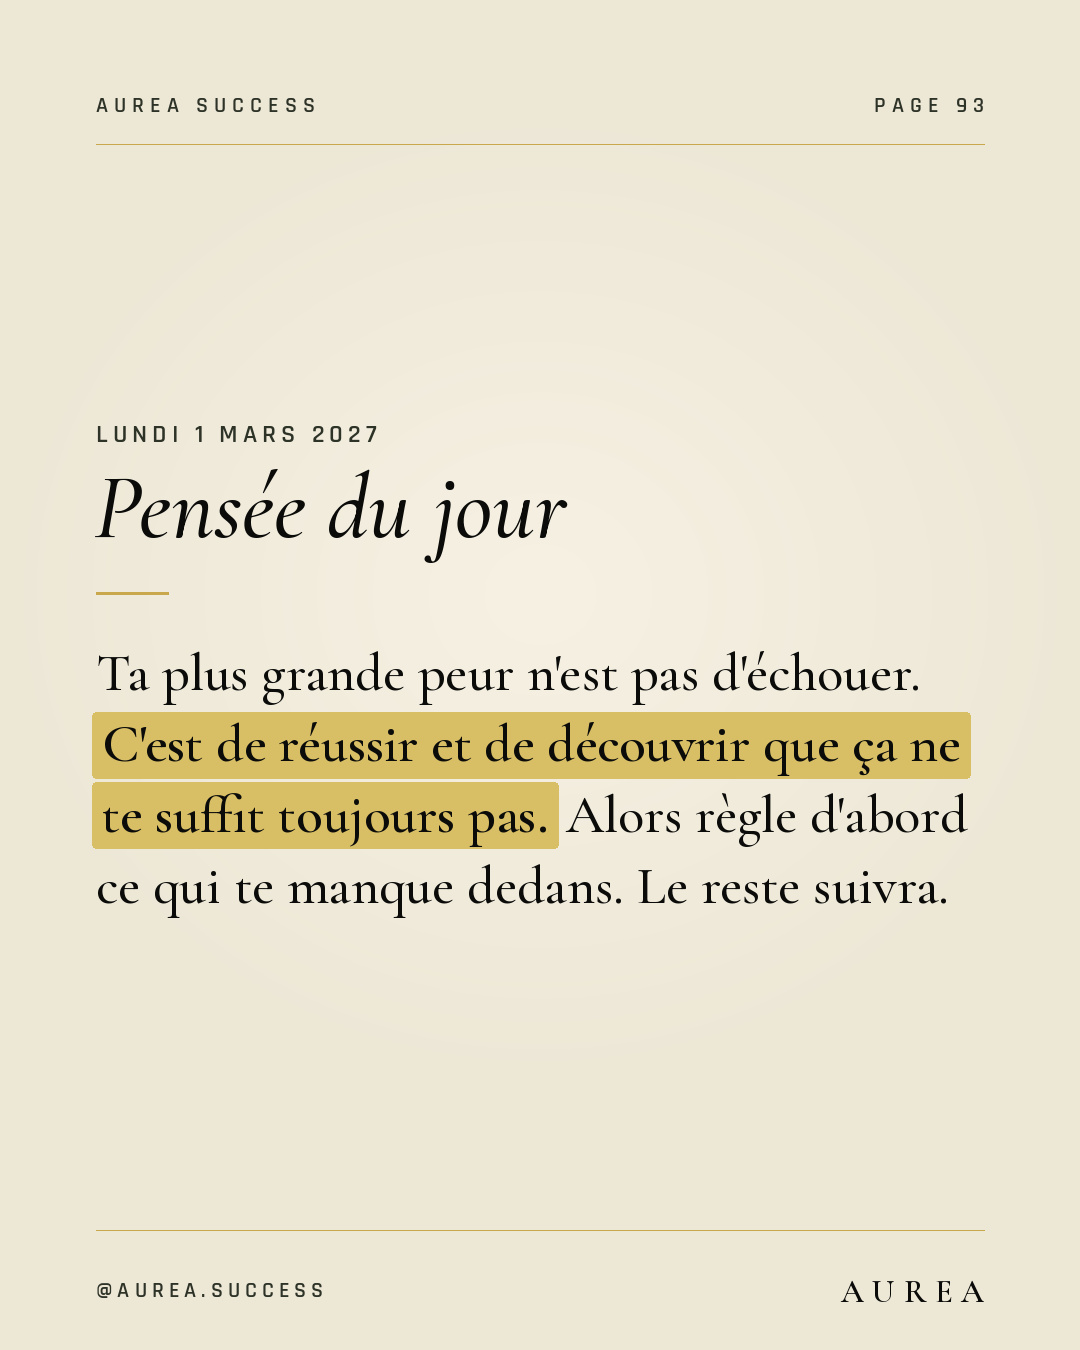 AUREA SUCCESS
PAGE 93
LUNDI 1 MARS 2027
Pensée du jour
Ta plus grande peur n'est pas d'échouer.
C'est de réussir et de découvrir que ça ne
te suffit toujours pas. Alors règle d'abord
ce qui te manque dedans. Le reste suivra.
@AUREA.SUCCESS
AUREA